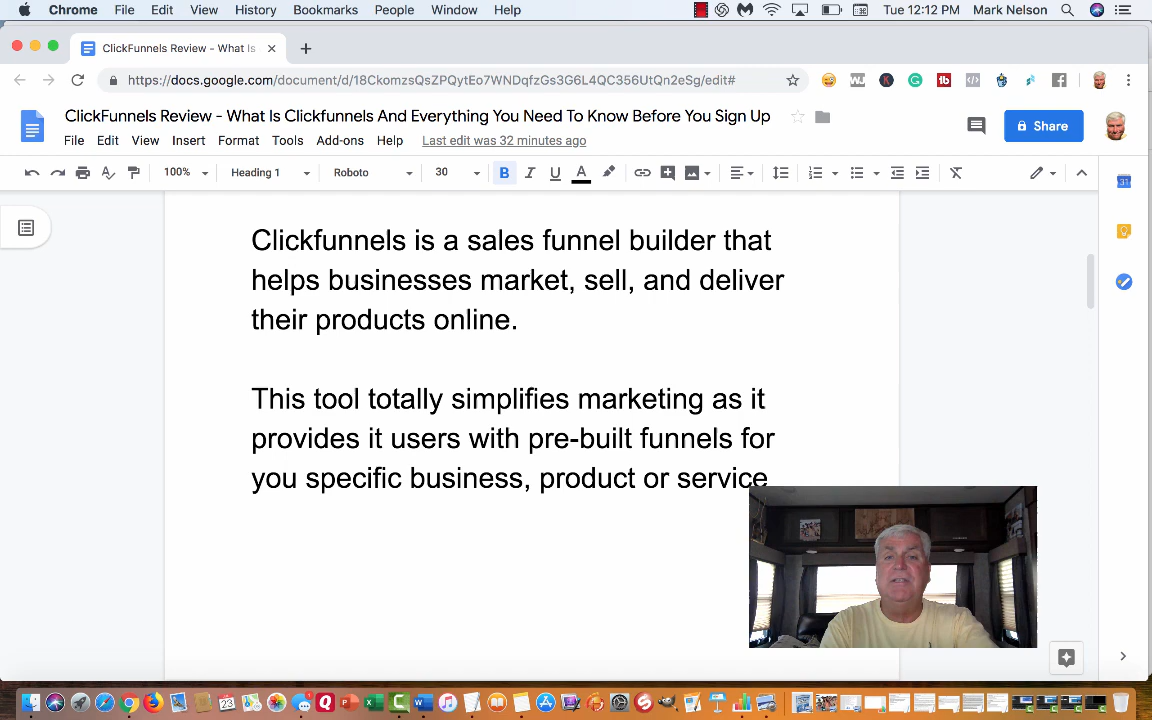 Chrome File Edit View History Bookmarks People Window Help Tue 12:12 PM Mark Nelson
ClickFunnels Review - What Is
https://docs.google.com/document/d/18CkomzsQsZPQytEo7WNDqfzGs3G6L4QC356UtQn2eSg/edit#
ClickFunnels Review - What Is Clickfunnels And Everything You Need To Know Before You Sign Up
File Edit View Insert Format Tools Add-ons Help Last edit was 32 minutes ago
Share
100% Heading 1 Roboto 30 B I U A
Clickfunnels is a sales funnel builder that
helps businesses market, sell, and deliver
their products online.
This tool totally simplifies marketing as it
provides it users with pre-built funnels for
you specific business, product or service